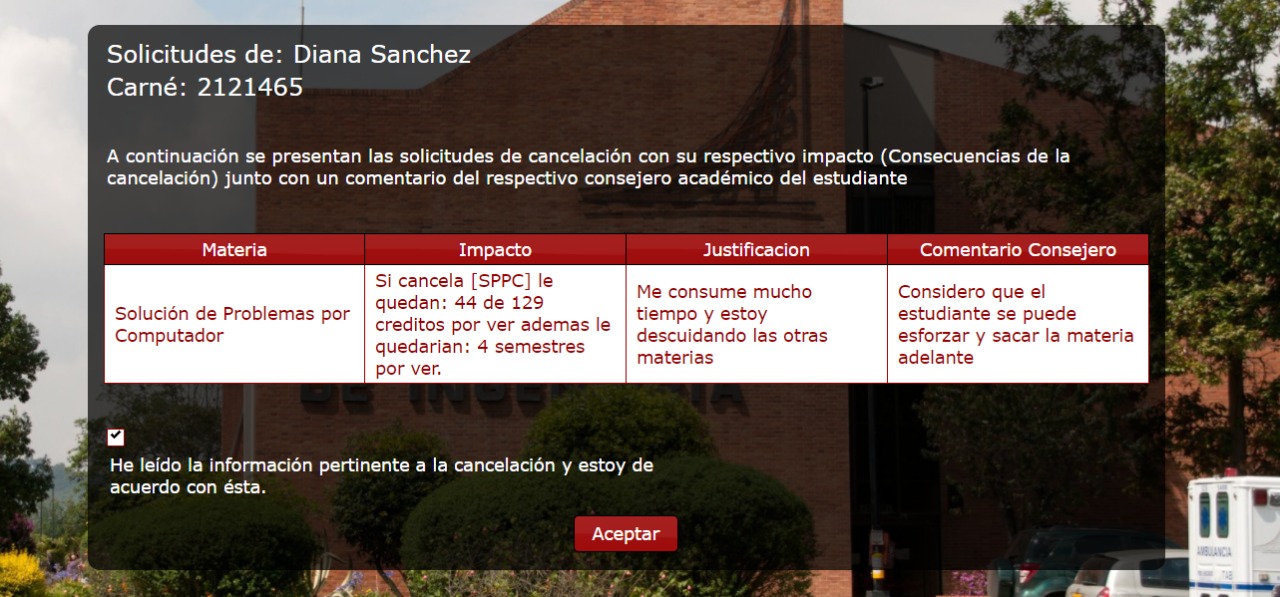 Solicitudes de: Diana Sanchez
Carné: 2121465
A continuación se presentan las solicitudes de cancelación con su respectivo impacto (Consecuencias de la
cancelación) junto con un comentario del respectivo consejero académico del estudiante
Materia
Impacto
Justificacion
Comentario Consejero
Solución de Problemas por
Computador
Si cancela [SPPC] le
quedan: 44 de 129
creditos por ver ademas le
quedarian: 4 semestres
por ver.
Me consume mucho
tiempo y estoy
descuidando las otras
materias
Considero que el
estudiante se puede
esforzar y sacar la materia
adelante
DE INGENIERIA
He leído la información pertinente a la cancelación y estoy de
acuerdo con ésta.
Aceptar
AMBULANCIA
TAB